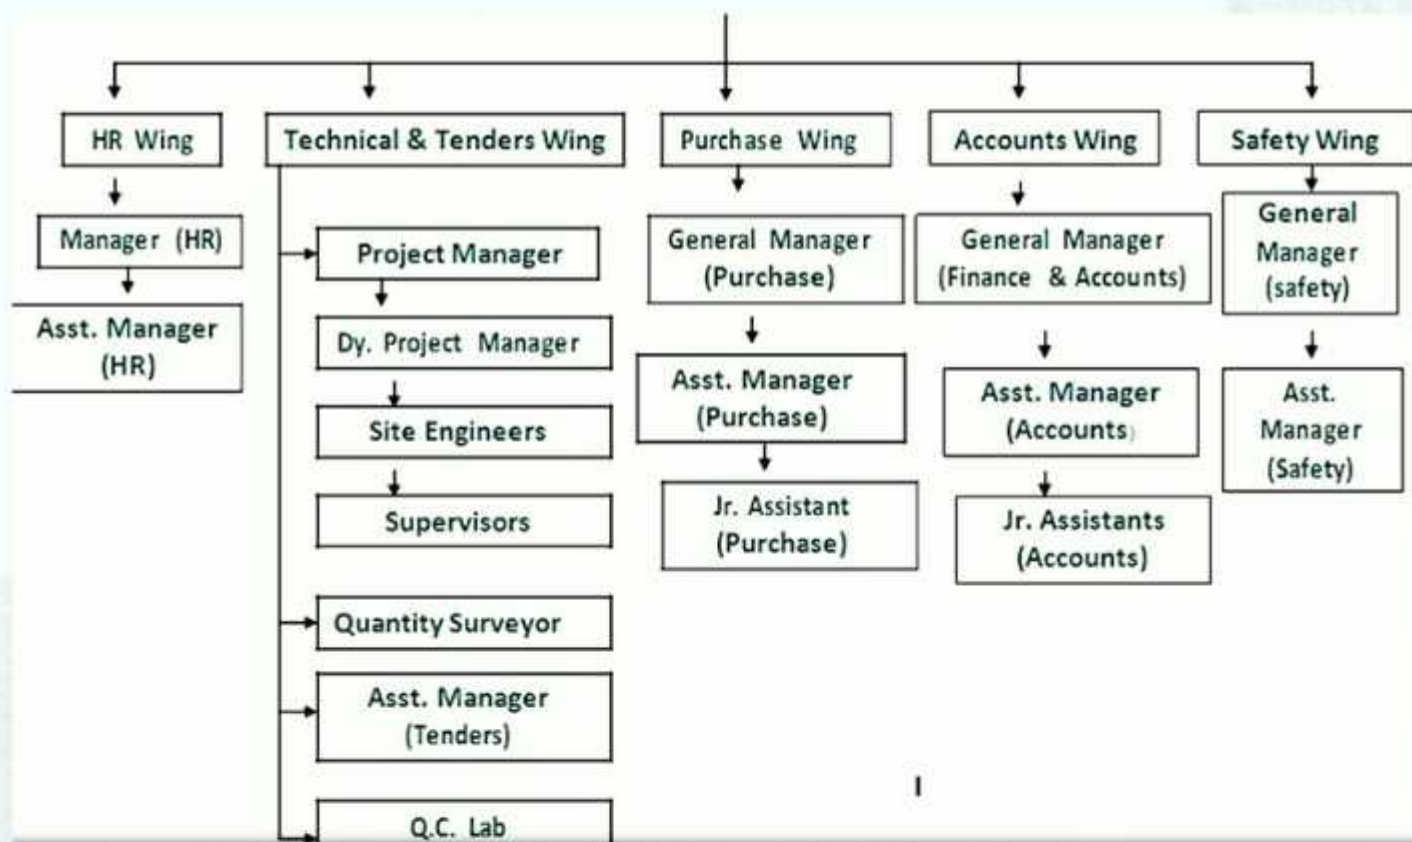 HR Wing
Technical & Tenders Wing
Purchase Wing
Accounts Wing
Safety Wing
Manager (HR)
Asst. Manager
(HR)
Project Manager
Dy. Project Manager
Site Engineers
Supervisors
Quantity Surveyor
Asst. Manager
(Tenders)
Q.C. Lab
General Manager
(Purchase)
Asst. Manager
(Purchase)
Jr. Assistant
(Purchase)
General Manager
(Finance & Accounts)
Asst. Manager
(Accounts)
Jr. Assistants
(Accounts)
General
Manager
(safety)
Asst.
Manager
(Safety)